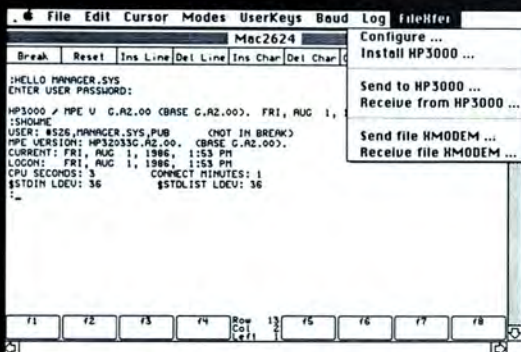 File Edit Cursor Modes UserKeys Baud Log FileXfer
Mac2624
Configure ...
Install HP3000 ...
Send to HP3000 ...
Receive from HP3000 ...
Send file XMODEM ...
Receive file XMODEM ...
Break Reset Ins Line Del Line Ins Char Del Char
:HELLO MANAGER.SYS
ENTER USER PASSWORD:
HP3000 / MPE V G.A2.00 (BASE G.A2.00). FRI, AUG 1,
:SHOWME
USER: #S26,MANAGER.SYS,PUB (NOT IN BREAK)
MPE VERSION: HP32033G.A2.00. (BASE G.A2.00).
CURRENT: FRI, AUG 1, 1986, 1:53 PM
LOGON: FRI, AUG 1, 1986, 1:53 PM
CPU SECONDS: 3 CONNECT MINUTES: 1
$STDIN LDEV: 36 $STDLIST LDEV: 36
:_
f1 f2 f3 f4 Row 13 f5 f6 f7 f8
Col 2
Left 1